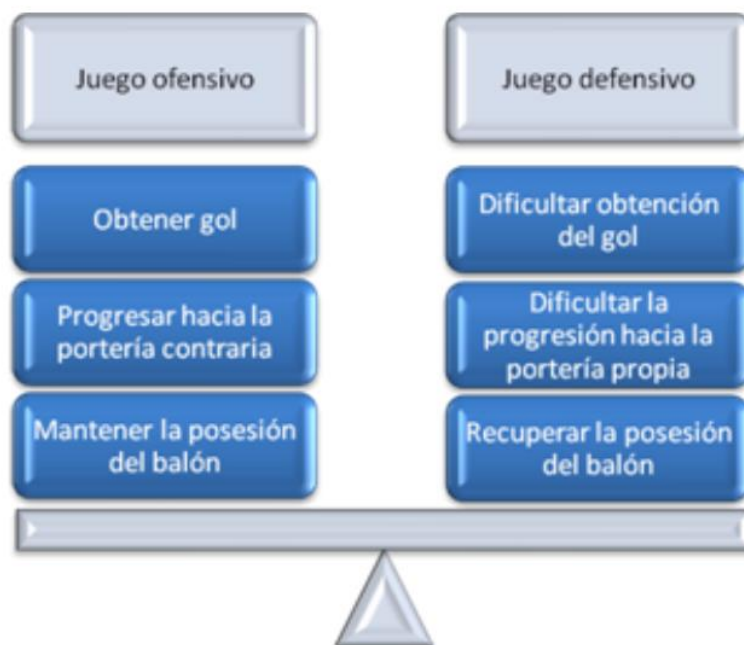 Juego ofensivo
Obtener gol
Progresar hacia la
portería contraria
Mantener la posesión
del balón
Juego defensivo
Dificultar obtención
del gol
Dificultar la
progresión hacia la
portería propia
Recuperar la posesión
del balón